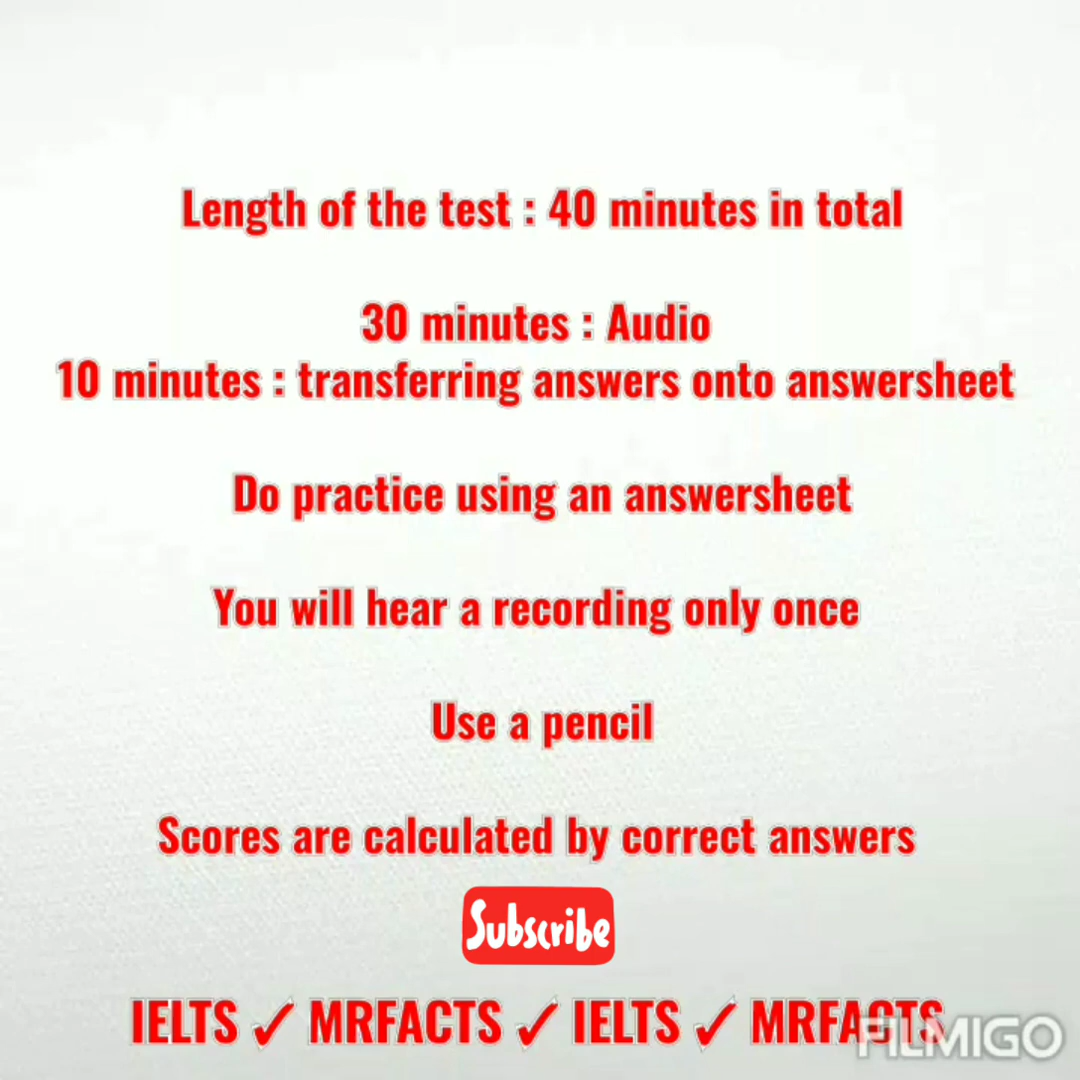 Length of the test : 40 minutes in total
30 minutes : Audio
10 minutes : transferring answers onto answersheet
Do practice using an answersheet
You will hear a recording only once
Use a pencil
Scores are calculated by correct answers
Subscribe
IELTS ✓ MRFACTS ✓ IELTS ✓ MRFACTS
FILMIGO